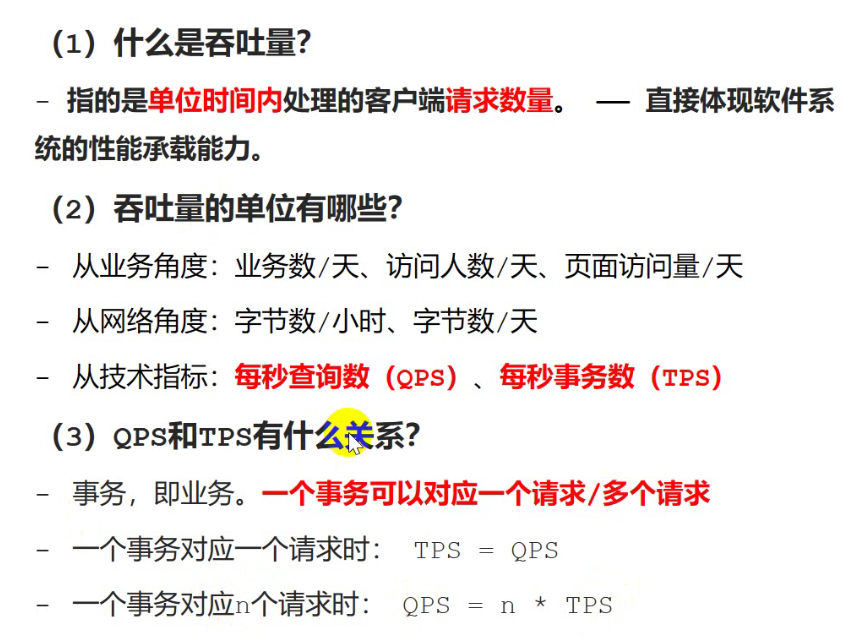 （1）什么是吞吐量？
- 指的是单位时间内处理的客户端请求数量。 —— 直接体现软件系
统的性能承载能力。
（2）吞吐量的单位有哪些？
- 从业务角度：业务数/天、访问人数/天、页面访问量/天
- 从网络角度：字节数/小时、字节数/天
- 从技术指标：每秒查询数（QPS）、每秒事务数（TPS）
（3）QPS和TPS有什么关系？
- 事务，即业务。一个事务可以对应一个请求/多个请求
- 一个事务对应一个请求时： TPS = QPS
- 一个事务对应n个请求时： QPS = n * TPS